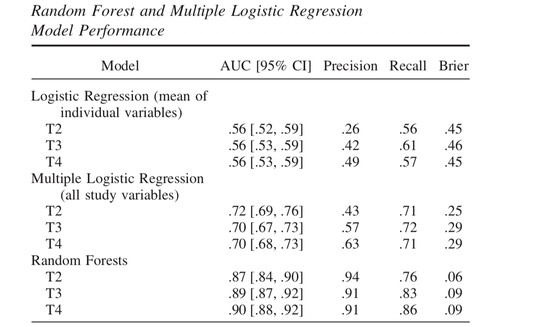 Random Forest and Multiple Logistic Regression
Model Performance
Model AUC [95% CI] Precision Recall Brier
Logistic Regression (mean of
individual variables)
T2 .56 [.52, .59] .26 .56 .45
T3 .56 [.53, .59] .42 .61 .46
T4 .56 [.53, .59] .49 .57 .45
Multiple Logistic Regression
(all study variables)
T2 .72 [.69, .76] .43 .71 .25
T3 .70 [.67, .73] .57 .72 .29
T4 .70 [.68, .73] .63 .71 .29
Random Forests
T2 .87 [.84, .90] .94 .76 .06
T3 .89 [.87, .92] .91 .83 .09
T4 .90 [.88, .92] .91 .86 .09